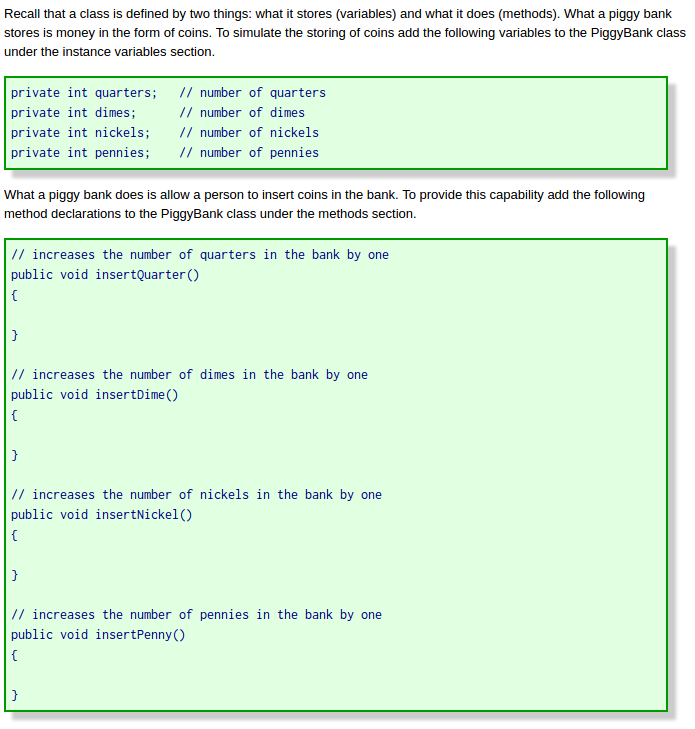 Recall that a class is defined by two things: what it stores (variables) and what it does (methods). What a piggy bank
stores is money in the form of coins. To simulate the storing of coins add the following variables to the PiggyBank class
under the instance variables section.
private int quarters;   // number of quarters
private int dimes;      // number of dimes
private int nickels;    // number of nickels
private int pennies;    // number of pennies
What a piggy bank does is allow a person to insert coins in the bank. To provide this capability add the following
method declarations to the PiggyBank class under the methods section.
// increases the number of quarters in the bank by one
public void insertQuarter()
{
}
// increases the number of dimes in the bank by one
public void insertDime()
{
}
// increases the number of nickels in the bank by one
public void insertNickel()
{
}
// increases the number of pennies in the bank by one
public void insertPenny()
{
}